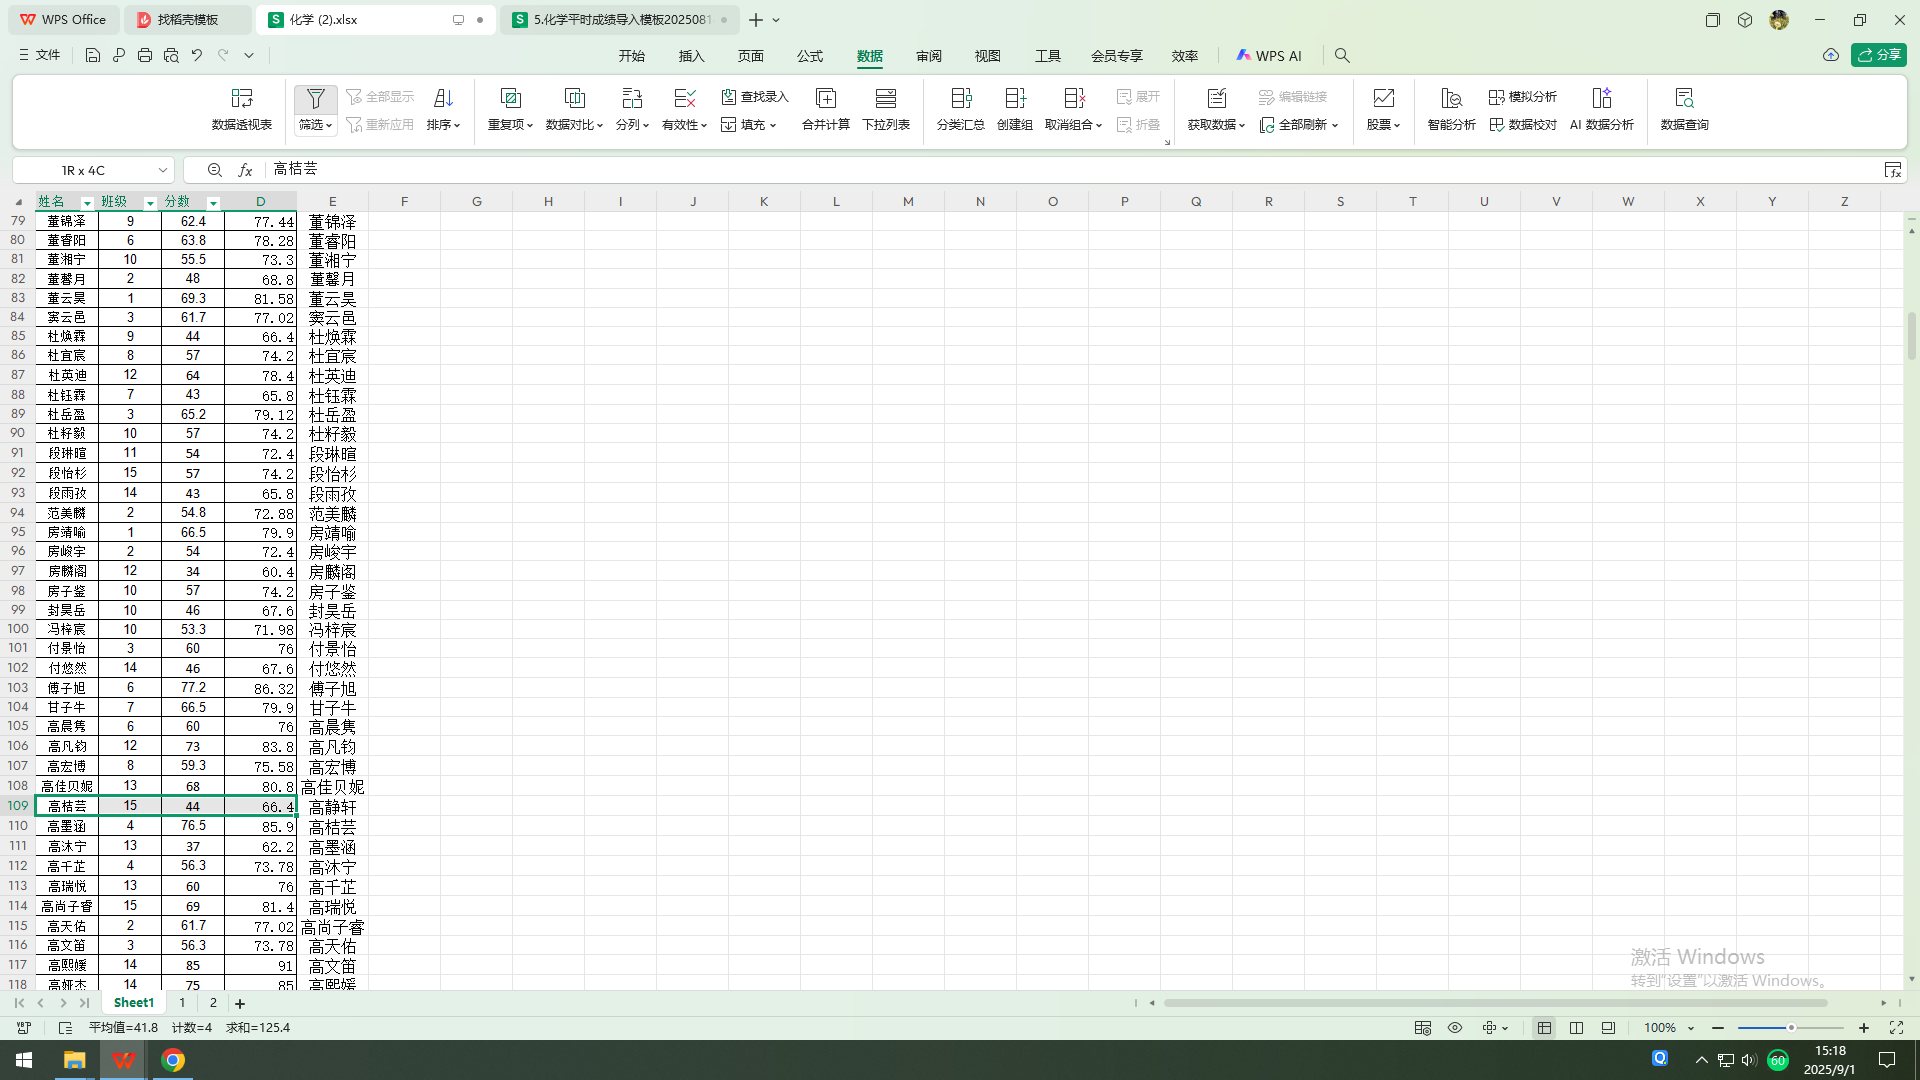 WPS Office 找稻壳模板 化学 (2).xlsx 5.化学平时成绩导入模板2025081
文件 开始 插入 页面 公式 数据 审阅 视图 工具 会员专享 效率 WPS AI 分享
数据透视表 筛选 全部显示 重新应用 排序 重复项 数据对比 分列 有效性 查找录入 填充 合并计算 下拉列表 分类汇总 创建组 取消组合 展开 折叠 获取数据 编辑链接 全部刷新 股票 智能分析 模拟分析 数据校对 AI 数据分析 数据查询
1R x 4C fx 高桔芸
姓名 班级 分数 D E F G H I J K L M N O P Q R S T U V W X Y Z
79 董锦泽 9 62.4 77.44 董锦泽
80 董睿阳 6 63.8 78.28 董睿阳
81 董湘宁 10 55.5 73.3 董湘宁
82 董馨月 2 48 68.8 董馨月
83 董云昊 1 69.3 81.58 董云昊
84 窦云邑 3 61.7 77.02 窦云邑
85 杜焕霖 9 44 66.4 杜焕霖
86 杜宜宸 8 57 74.2 杜宜宸
87 杜英迪 12 64 78.4 杜英迪
88 杜钰霖 7 43 65.8 杜钰霖
89 杜岳盈 3 65.2 79.12 杜岳盈
90 杜籽毅 10 57 74.2 杜籽毅
91 段琳暄 11 54 72.4 段琳暄
92 段怡杉 15 57 74.2 段怡杉
93 段雨孜 14 43 65.8 段雨孜
94 范美麟 2 54.8 72.88 范美麟
95 房靖喻 1 66.5 79.9 房靖喻
96 房峻宇 2 54 72.4 房峻宇
97 房麟阁 12 34 60.4 房麟阁
98 房子鉴 10 57 74.2 房子鉴
99 封昊岳 10 46 67.6 封昊岳
100 冯梓宸 10 53.3 71.98 冯梓宸
101 付景怡 3 60 76 付景怡
102 付悠然 14 46 67.6 付悠然
103 傅子旭 6 77.2 86.32 傅子旭
104 甘子牛 7 66.5 79.9 甘子牛
105 高晨隽 6 60 76 高晨隽
106 高凡钧 12 73 83.8 高凡钧
107 高宏博 8 59.3 75.58 高宏博
108 高佳贝妮 13 68 80.8 高佳贝妮
109 高桔芸 15 44 66.4 高静轩
110 高墨涵 4 76.5 85.9 高桔芸
111 高沐宁 13 37 62.2 高墨涵
112 高千芷 4 56.3 73.78 高沐宁
113 高瑞悦 13 60 76 高千芷
114 高尚子睿 15 69 81.4 高瑞悦
115 高天佑 2 61.7 77.02 高尚子睿
116 高文笛 3 56.3 73.78 高天佑
117 高熙媛 14 85 91 高文笛
118 高妍杰 14 75 85 高熙媛
激活 Windows
转到"设置"以激活 Windows。
Sheet1 1 2
平均值=41.8 计数=4 求和=125.4 100%
60 15:18
2025/9/1